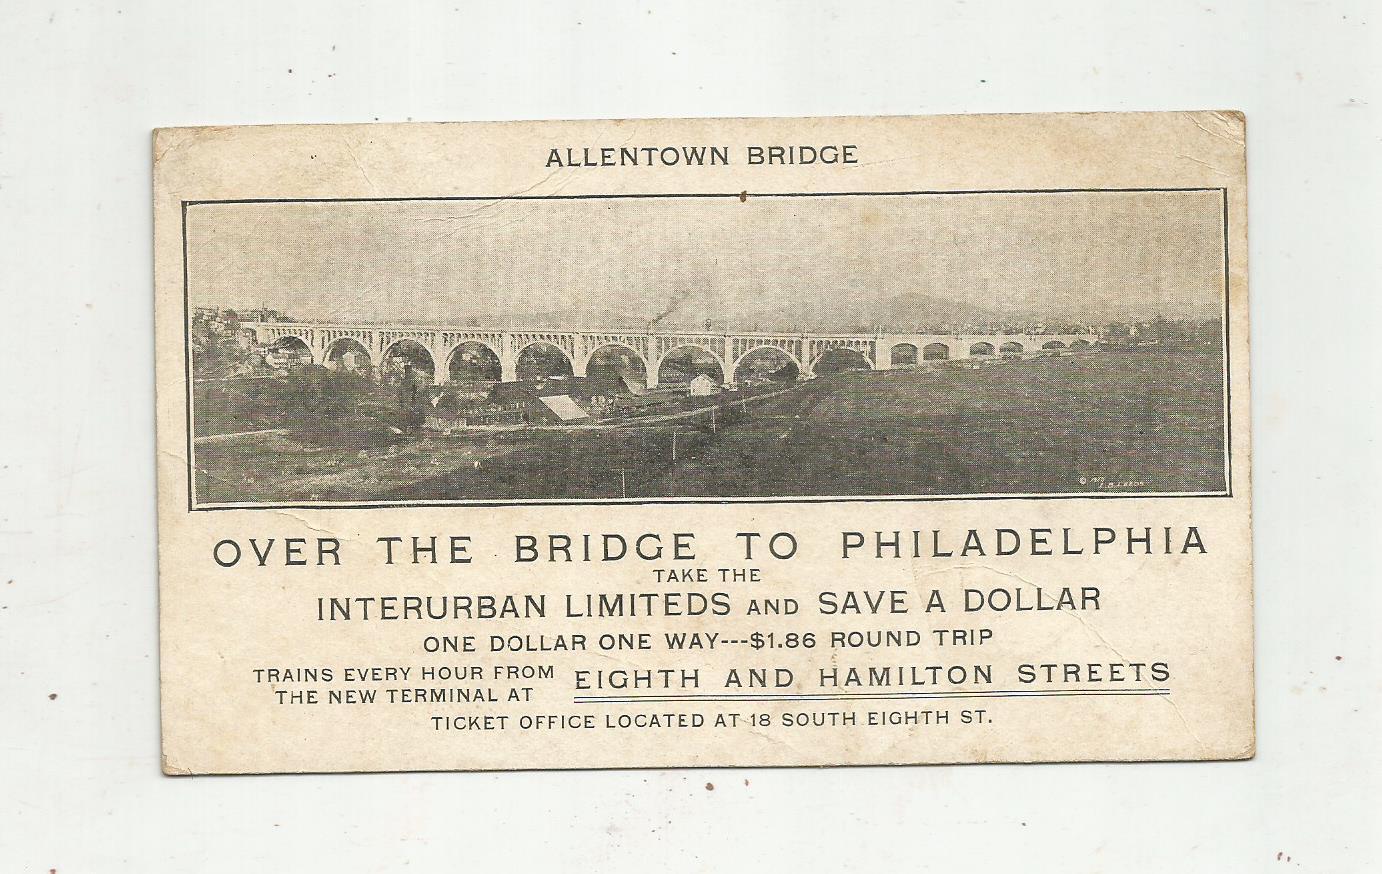 ALLENTOWN BRIDGE
OVER THE BRIDGE TO PHILADELPHIA
TAKE THE
INTERURBAN LIMITEDS AND SAVE A DOLLAR
ONE DOLLAR ONE WAY---$1.86 ROUND TRIP
TRAINS EVERY HOUR FROM
THE NEW TERMINAL AT
EIGHTH AND HAMILTON STREETS
TICKET OFFICE LOCATED AT 18 SOUTH EIGHTH ST.